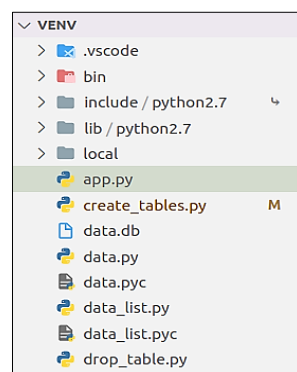 VENV
.vscode
bin
include / python2.7
lib / python2.7
local
app.py
create_tables.py M
data.db
data.py
data.pyc
data_list.py
data_list.pyc
drop_table.py